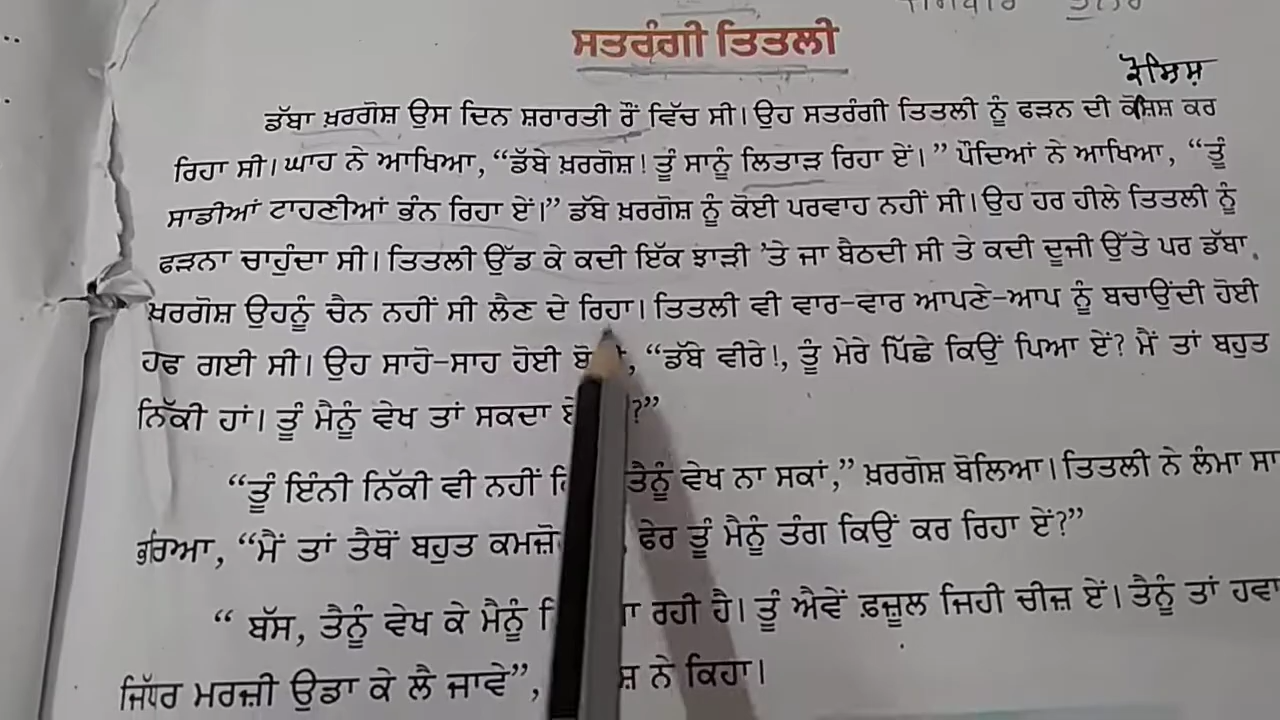 ਸਤਰੰਗੀ ਤਿਤਲੀ
ਕੋਸ਼ਿਸ਼
ਡੱਬਾ ਖ਼ਰਗੋਸ਼ ਉਸ ਦਿਨ ਸ਼ਰਾਰਤੀ ਰੌਂ ਵਿੱਚ ਸੀ। ਉਹ ਸਤਰੰਗੀ ਤਿਤਲੀ ਨੂੰ ਫੜਨ ਦੀ ਕੋਸ਼ਿਸ਼ ਕਰ
ਰਿਹਾ ਸੀ। ਘਾਹ ਨੇ ਆਖਿਆ, “ਡੱਬੇ ਖ਼ਰਗੋਸ਼! ਤੂੰ ਸਾਨੂੰ ਲਿਤਾੜ ਰਿਹਾ ਏਂ।” ਪੌਦਿਆਂ ਨੇ ਆਖਿਆ, “ਤੂੰ
ਸਾਡੀਆਂ ਟਾਹਣੀਆਂ ਭੰਨ ਰਿਹਾ ਏਂ।” ਡੱਬੇ ਖ਼ਰਗੋਸ਼ ਨੂੰ ਕੋਈ ਪਰਵਾਹ ਨਹੀਂ ਸੀ। ਉਹ ਹਰ ਹੀਲੇ ਤਿਤਲੀ ਨੂੰ
ਫੜਨਾ ਚਾਹੁੰਦਾ ਸੀ। ਤਿਤਲੀ ਉੱਡ ਕੇ ਕਦੀ ਇੱਕ ਝਾੜੀ ’ਤੇ ਜਾ ਬੈਠਦੀ ਸੀ ਤੇ ਕਦੀ ਦੂਜੀ ਉੱਤੇ ਪਰ ਡੱਬਾ
ਖ਼ਰਗੋਸ਼ ਉਹਨੂੰ ਚੈਨ ਨਹੀਂ ਸੀ ਲੈਣ ਦੇ ਰਿਹਾ। ਤਿਤਲੀ ਵੀ ਵਾਰ-ਵਾਰ ਆਪਣੇ-ਆਪ ਨੂੰ ਬਚਾਉਂਦੀ ਹੋਈ
ਹਫ ਗਈ ਸੀ। ਉਹ ਸਾਹੋ-ਸਾਹ ਹੋਈ “ਡੱਬੇ ਵੀਰੇ!, ਤੂੰ ਮੇਰੇ ਪਿੱਛੇ ਕਿਉਂ ਪਿਆ ਏਂ? ਮੈਂ ਤਾਂ ਬਹੁਤ
ਨਿੱਕੀ ਹਾਂ। ਤੂੰ ਮੈਨੂੰ ਵੇਖ ਤਾਂ ਸਕਦਾ ?”
“ਤੂੰ ਇੰਨੀ ਨਿੱਕੀ ਵੀ ਨਹੀਂ ਤੈਨੂੰ ਵੇਖ ਨਾ ਸਕਾਂ,” ਖ਼ਰਗੋਸ਼ ਬੋਲਿਆ। ਤਿਤਲੀ ਨੇ ਲੰਮਾ ਸਾ
ਭਰਿਆ, “ਮੈਂ ਤਾਂ ਤੈਥੋਂ ਬਹੁਤ ਫੇਰ ਤੂੰ ਮੈਨੂੰ ਤੰਗ ਕਿਉਂ ਕਰ ਰਿਹਾ ਏਂ?”
“ ਬੱਸ, ਤੈਨੂੰ ਵੇਖ ਕੇ ਮੈਨੂੰ ਰਹੀ ਹੈ। ਤੂੰ ਐਵੇਂ ਫ਼ਜ਼ੂਲ ਜਿਹੀ ਚੀਜ਼ ਏਂ। ਤੈਨੂੰ ਤਾਂ ਹਵਾ
ਜਿੱਧਰ ਮਰਜ਼ੀ ਉਡਾ ਕੇ ਲੈ ਜਾਵੇ”, ਨੇ ਕਿਹਾ।